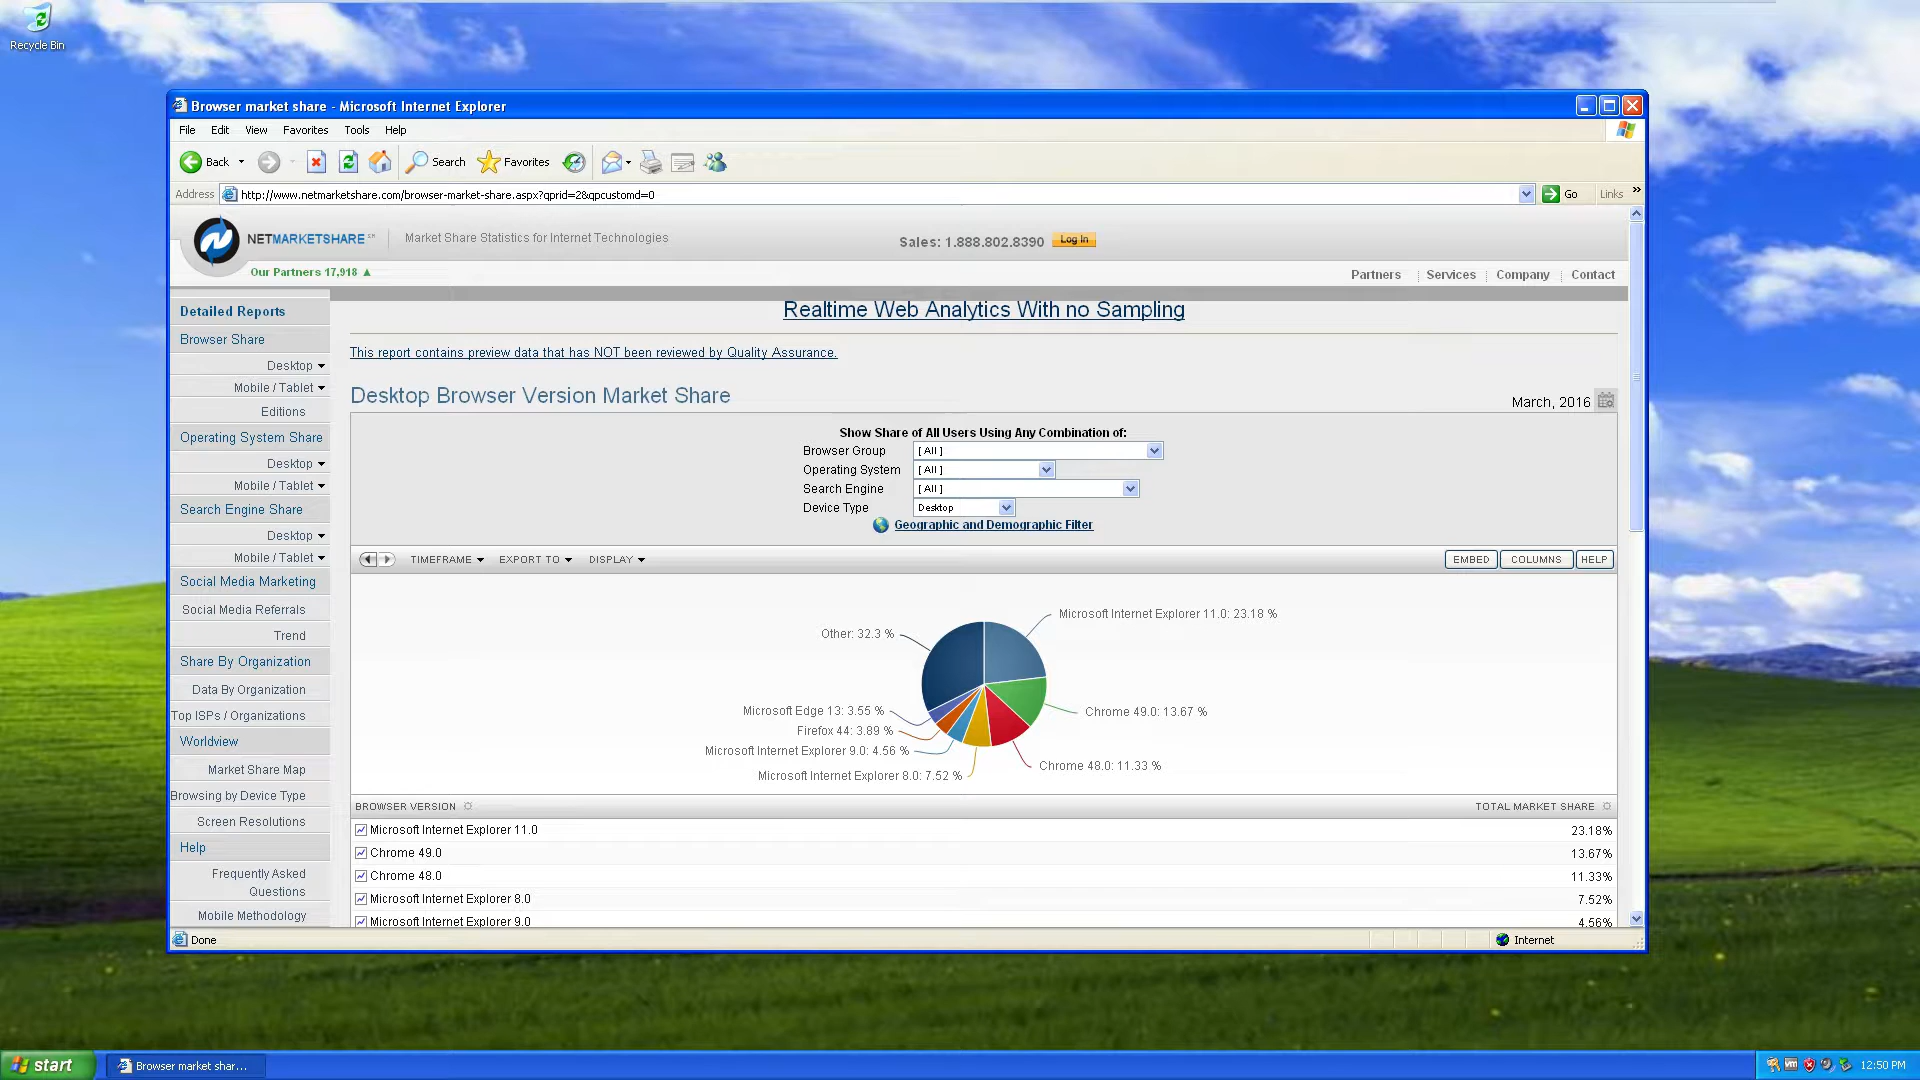 Recycle Bin
Browser market share - Microsoft Internet Explorer
File Edit View Favorites Tools Help
Back Search Favorites
Address http://www.netmarketshare.com/browser-market-share.aspx?qprid=2&qpcustomd=0 Go Links »
NETMARKETSHARE SM Market Share Statistics for Internet Technologies
Sales: 1.888.802.8390 Log In
Our Partners 17,918 ▲
Partners Services Company Contact
Detailed Reports
Browser Share
Desktop
Mobile / Tablet
Editions
Operating System Share
Desktop
Mobile / Tablet
Search Engine Share
Desktop
Mobile / Tablet
Social Media Marketing
Social Media Referrals
Trend
Share By Organization
Data By Organization
Top ISPs / Organizations
Worldview
Market Share Map
Browsing by Device Type
Screen Resolutions
Help
Frequently Asked
Questions
Mobile Methodology
Realtime Web Analytics With no Sampling
This report contains preview data that has NOT been reviewed by Quality Assurance.
Desktop Browser Version Market Share
March, 2016
Show Share of All Users Using Any Combination of:
Browser Group [ All ]
Operating System [ All ]
Search Engine [ All ]
Device Type Desktop
Geographic and Demographic Filter
TIMEFRAME EXPORT TO DISPLAY EMBED COLUMNS HELP
Microsoft Internet Explorer 11.0: 23.18 %
Other: 32.3 %
Microsoft Edge 13: 3.55 %
Chrome 49.0: 13.67 %
Firefox 44: 3.89 %
Microsoft Internet Explorer 9.0: 4.56 %
Chrome 48.0: 11.33 %
Microsoft Internet Explorer 8.0: 7.52 %
BROWSER VERSION TOTAL MARKET SHARE
Microsoft Internet Explorer 11.0 23.18%
Chrome 49.0 13.67%
Chrome 48.0 11.33%
Microsoft Internet Explorer 8.0 7.52%
Microsoft Internet Explorer 9.0 4.56%
Done Internet
start Browser market shar... 12:50 PM